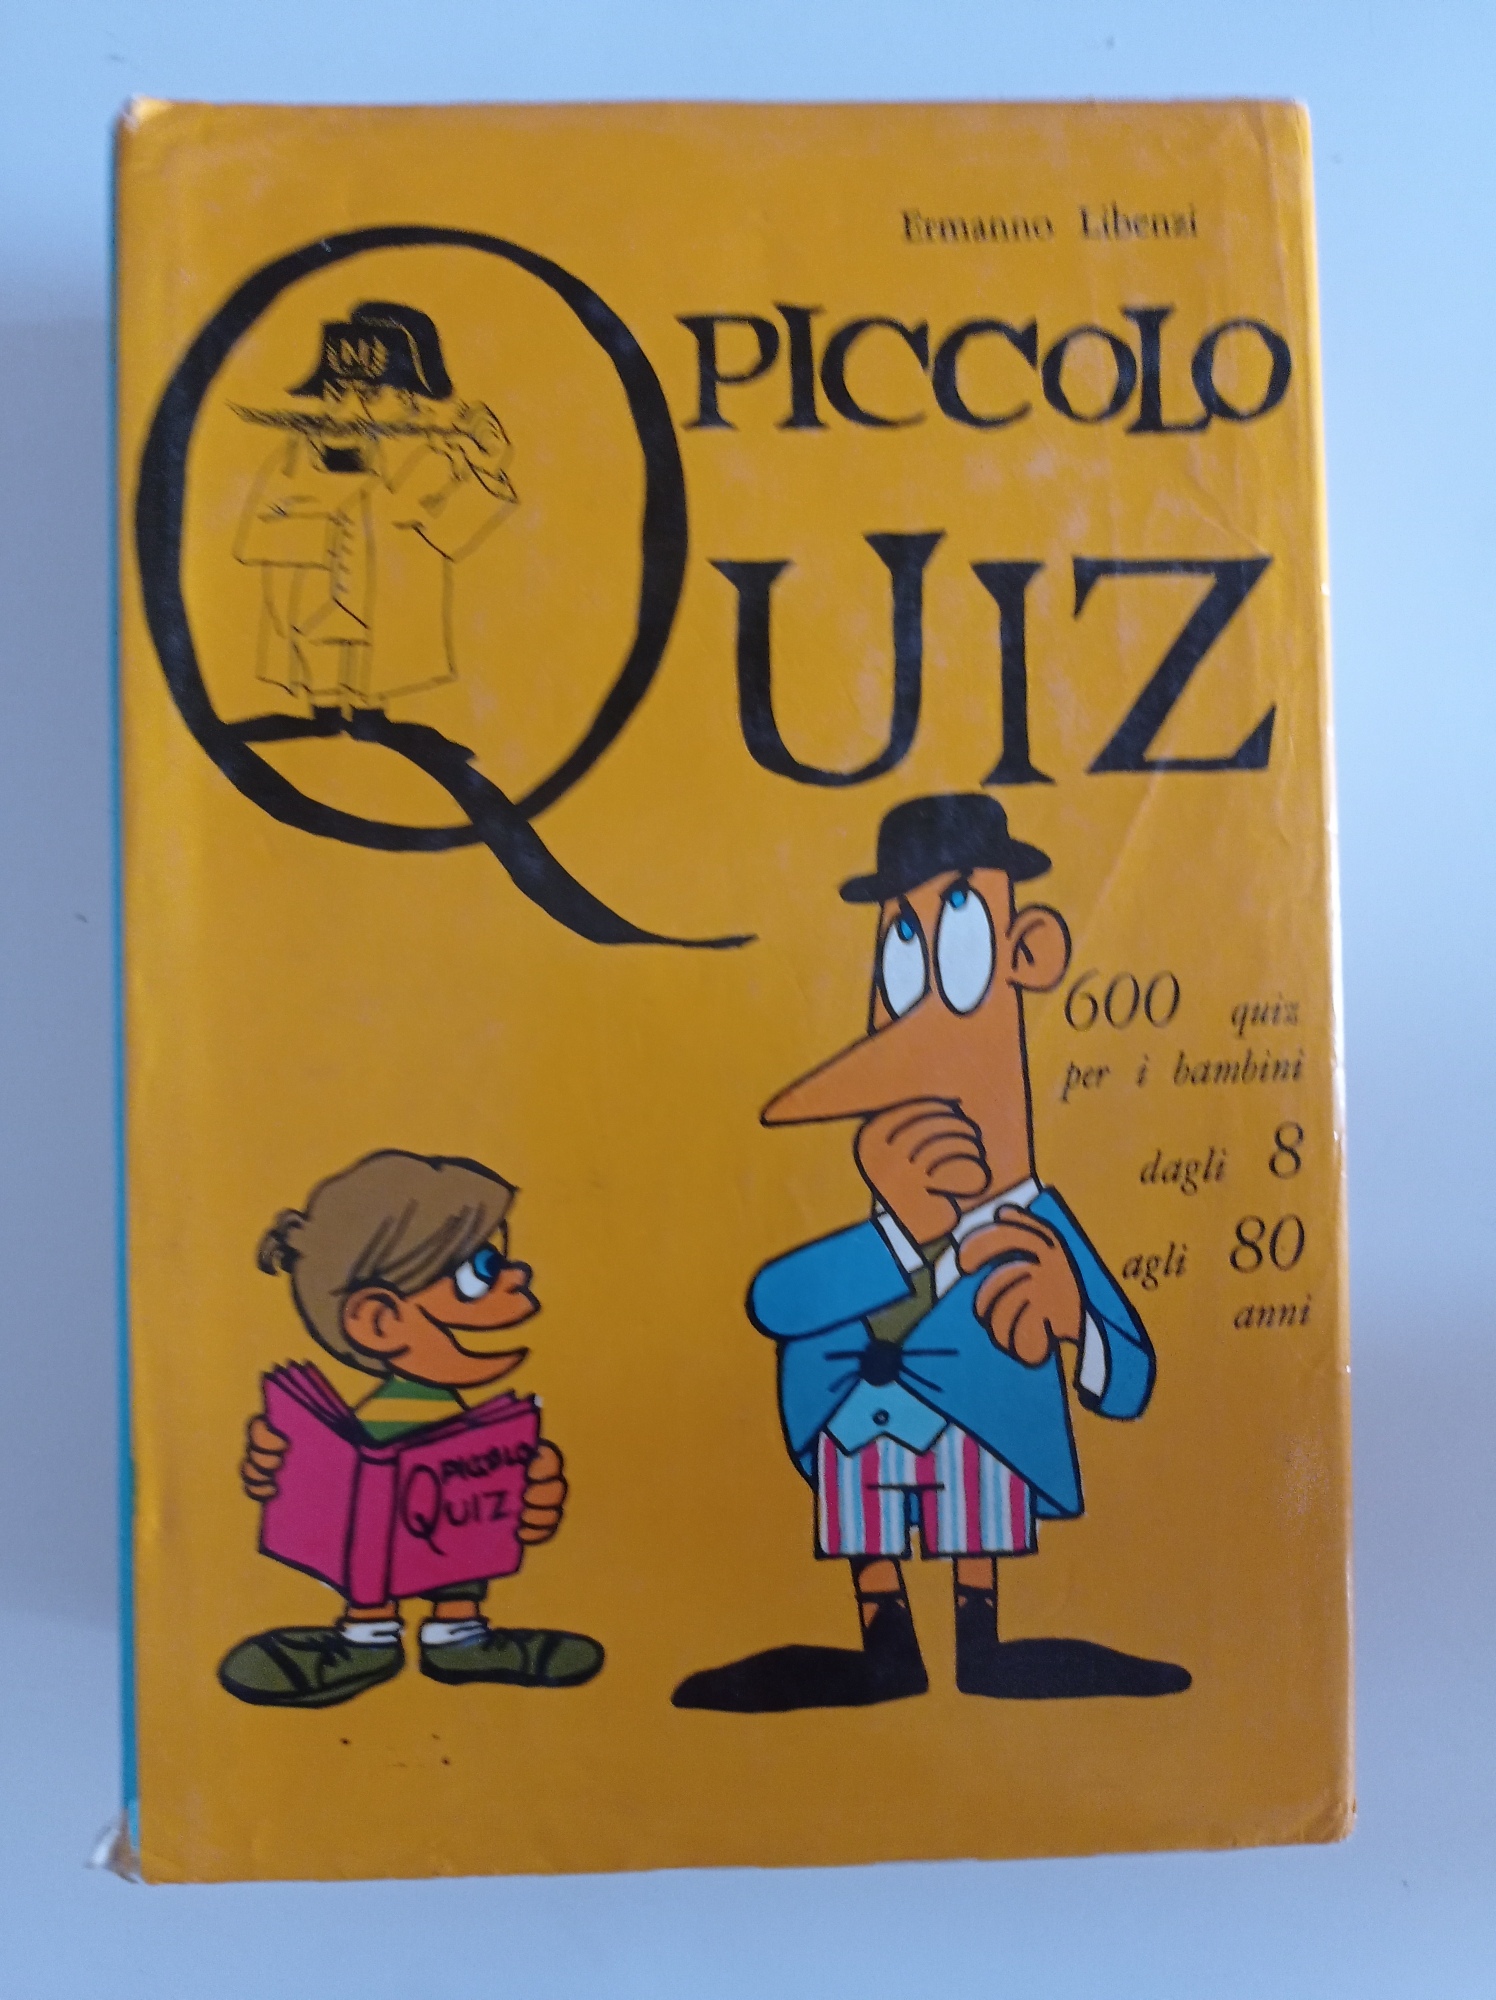 Ermanno Libenzi
PICCOLO
QUIZ
N
600 quiz
per i bambini
dagli 8
agli 80
anni
PICCOLO
QUIZ